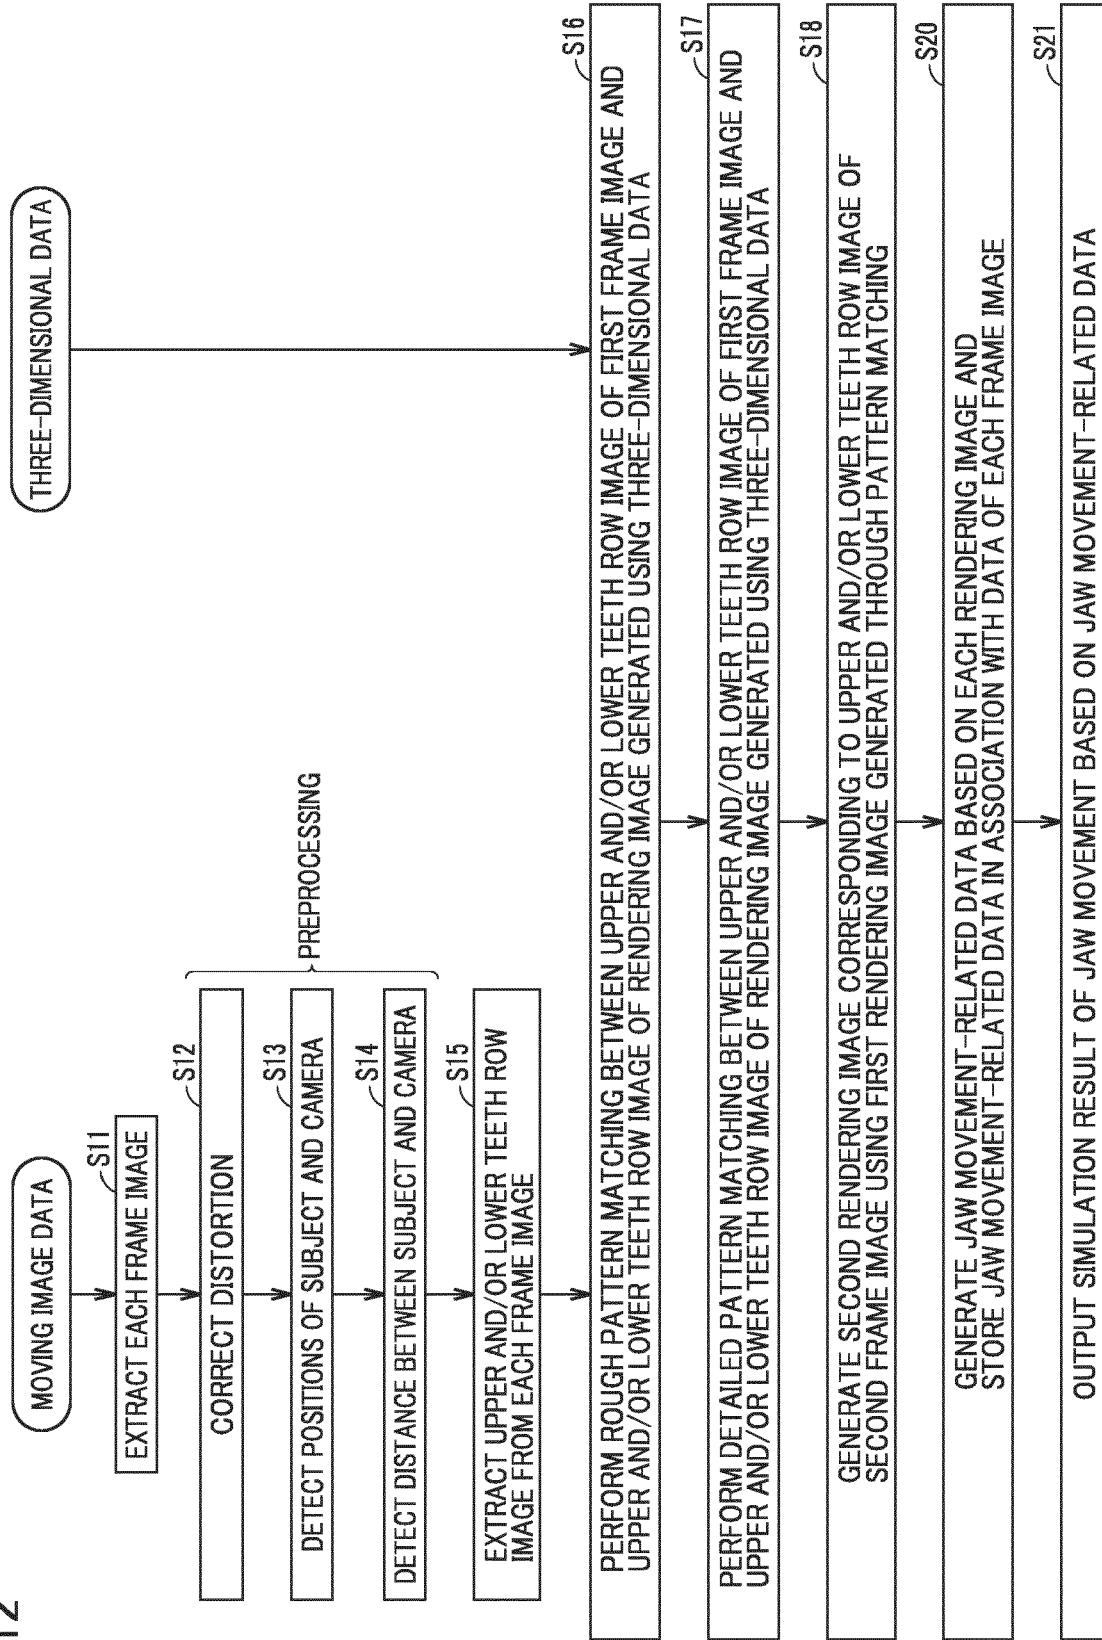 12
MOVING IMAGE DATA
THREE-DIMENSIONAL DATA
S11
EXTRACT EACH FRAME IMAGE
S12
CORRECT DISTORTION
S13
DETECT POSITIONS OF SUBJECT AND CAMERA
S14
DETECT DISTANCE BETWEEN SUBJECT AND CAMERA
PREPROCESSING
S15
EXTRACT UPPER AND/OR LOWER TEETH ROW
IMAGE FROM EACH FRAME IMAGE
S16
PERFORM ROUGH PATTERN MATCHING BETWEEN UPPER AND/OR LOWER TEETH ROW IMAGE OF FIRST FRAME IMAGE AND
UPPER AND/OR LOWER TEETH ROW IMAGE OF RENDERING IMAGE GENERATED USING THREE-DIMENSIONAL DATA
S17
PERFORM DETAILED PATTERN MATCHING BETWEEN UPPER AND/OR LOWER TEETH ROW IMAGE OF FIRST FRAME IMAGE AND
UPPER AND/OR LOWER TEETH ROW IMAGE OF RENDERING IMAGE GENERATED USING THREE-DIMENSIONAL DATA
S18
GENERATE SECOND RENDERING IMAGE CORRESPONDING TO UPPER AND/OR LOWER TEETH ROW IMAGE OF
SECOND FRAME IMAGE USING FIRST RENDERING IMAGE GENERATED THROUGH PATTERN MATCHING
S20
GENERATE JAW MOVEMENT-RELATED DATA BASED ON EACH RENDERING IMAGE AND
STORE JAW MOVEMENT-RELATED DATA IN ASSOCIATION WITH DATA OF EACH FRAME IMAGE
S21
OUTPUT SIMULATION RESULT OF JAW MOVEMENT BASED ON JAW MOVEMENT-RELATED DATA